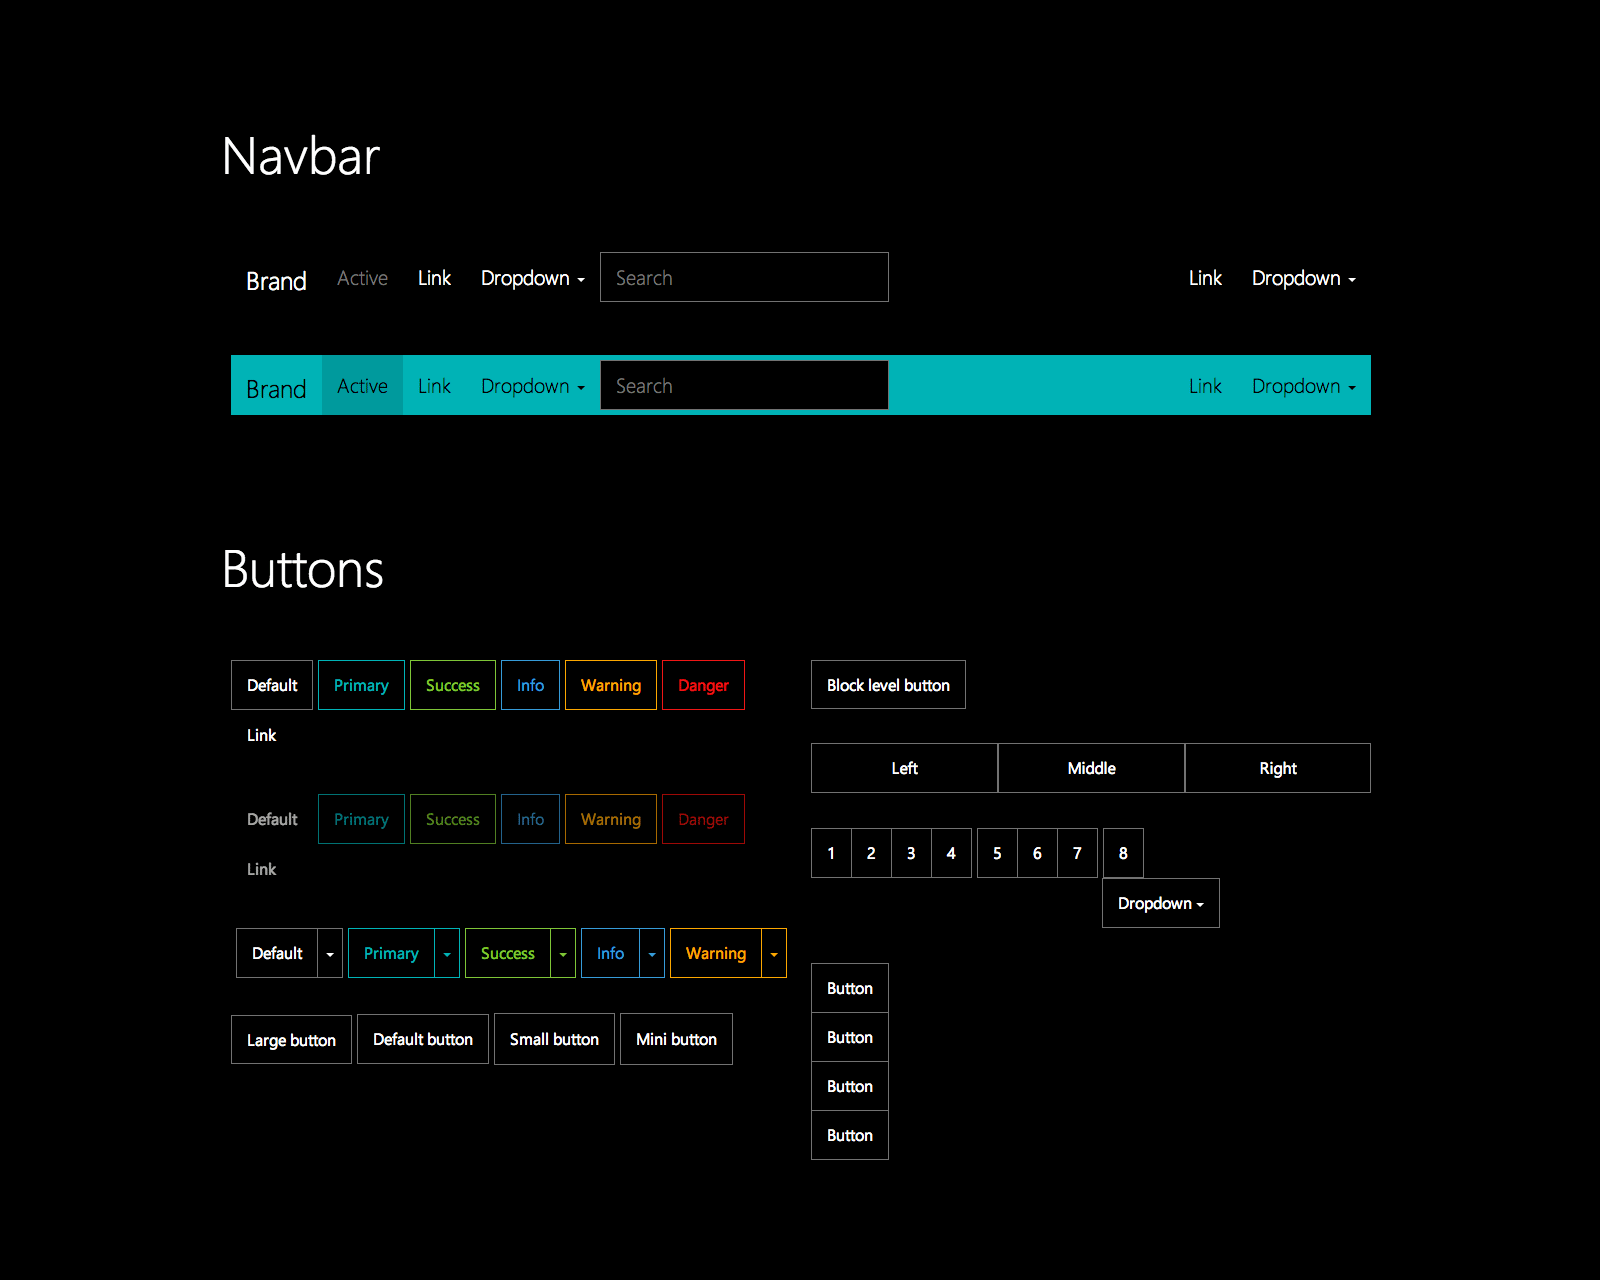 Navbar
Brand Active Link Dropdown Search Link Dropdown
Brand Active Link Dropdown Search Link Dropdown
Buttons
Default Primary Success Info Warning Danger
Link
Default Primary Success Info Warning Danger
Link
Default Primary Success Info Warning
Large button Default button Small button Mini button
Block level button
Left Middle Right
1 2 3 4 5 6 7 8
Dropdown
Button
Button
Button
Button